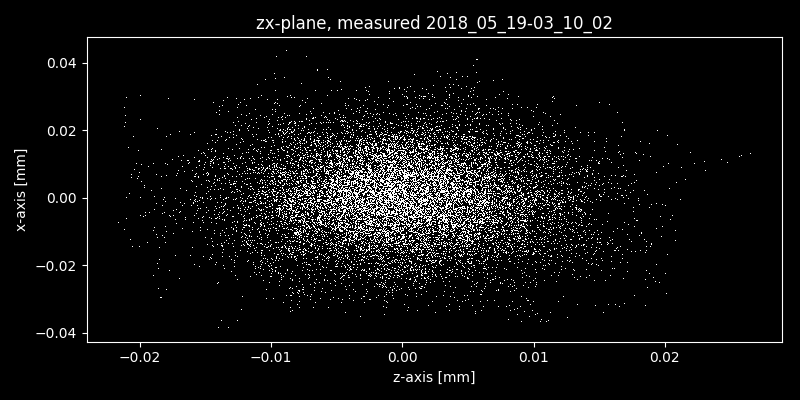 zx-plane, measured 2018_05_19-03_10_02
0.04
0.02
0.00
−0.02
−0.04
x-axis [mm]
−0.02 −0.01 0.00 0.01 0.02
z-axis [mm]